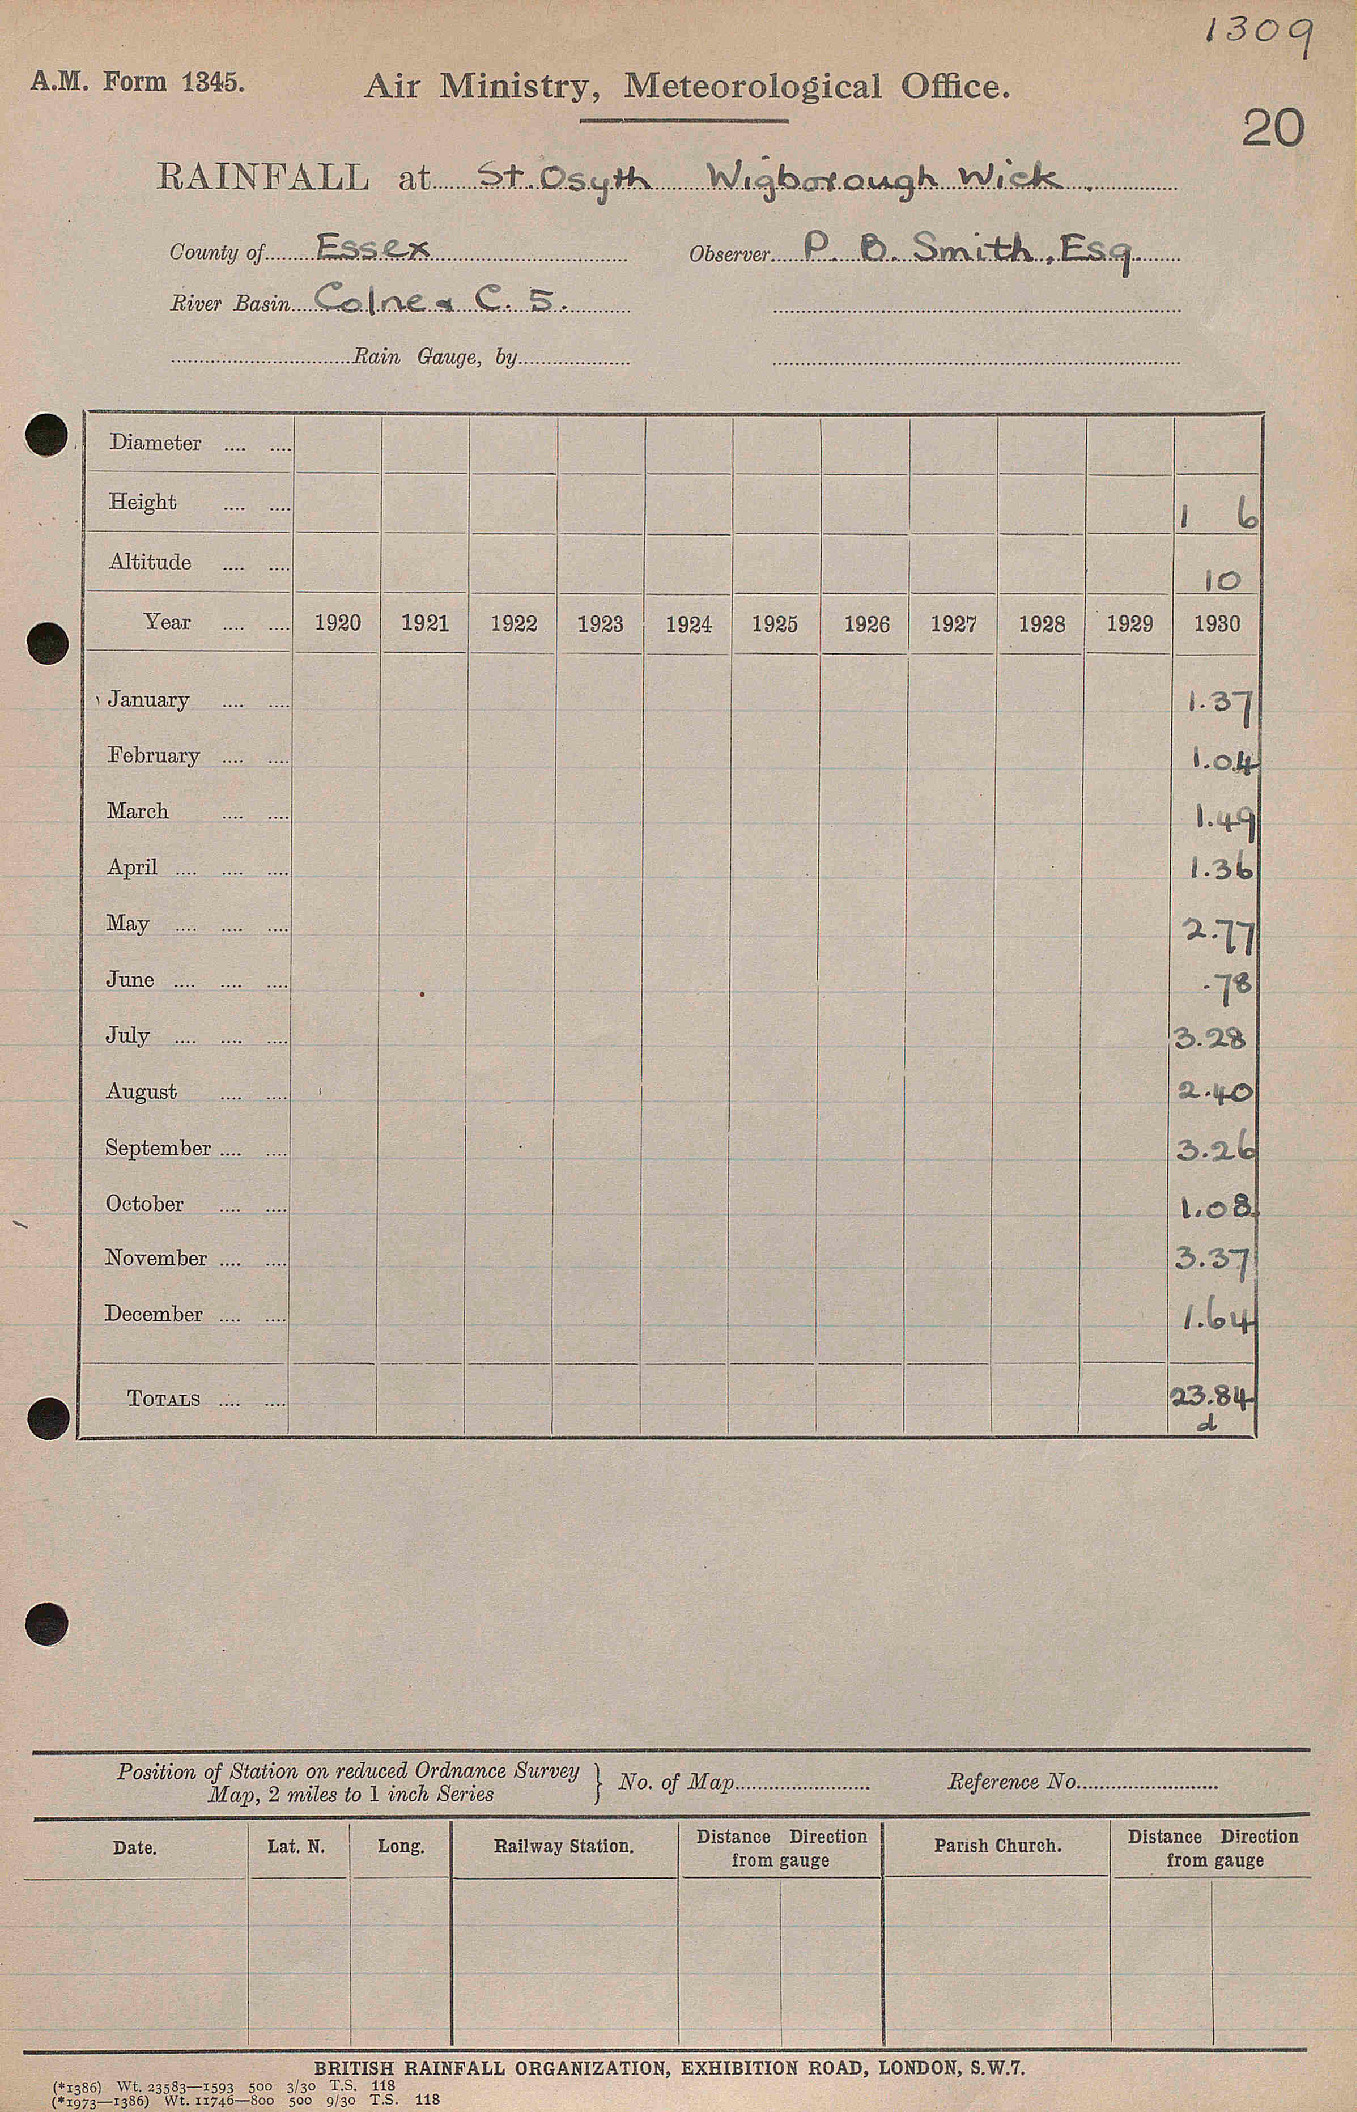 1309
A.M. Form 1345. Air Ministry, Meteorological Office.
20
RAINFALL at St. Osyth Wigborough Wick
County of Essex Observer P. B. Smith, Esq
River Basin Colne & C. 5.
Rain Gauge, by
Diameter .... ....
Height .... .... 1 6
Altitude .... .... 10
Year .... .... 1920 1921 1922 1923 1924 1925 1926 1927 1928 1929 1930
January .... .... 1.37
February .... .... 1.04
March .... .... 1.49
April .... .... .... 1.36
May .... .... .... 2.77
June .... .... .... .78
July .... .... .... 3.28
August .... .... 2.40
September .... .... 3.26
October .... .... 1.08
November .... .... 3.37
December .... .... 1.64
TOTALS .... .... 23.84
d
Position of Station on reduced Ordnance Survey
Map, 2 miles to 1 inch Series } No. of Map Reference No.
Date. Lat. N. Long. Railway Station. Distance Direction from gauge Parish Church. Distance Direction from gauge
BRITISH RAINFALL ORGANIZATION, EXHIBITION ROAD, LONDON, S.W.7.
(*1386) Wt. 23583—1593 500 3/30 T.S. 118
(*1973—1386) Wt. 11746—800 500 9/30 T.S. 118